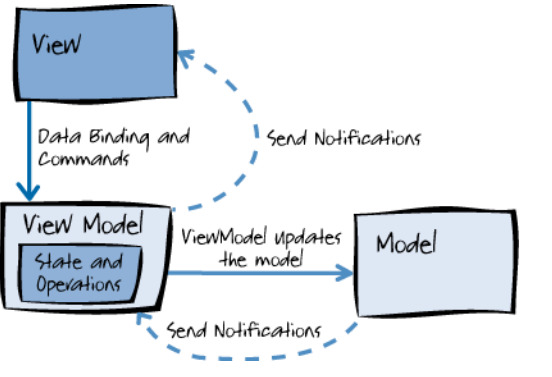 View
Data Binding and
Commands
Send Notifications
View Model
State and
Operations
ViewModel Updates
the model
Model
Send Notifications